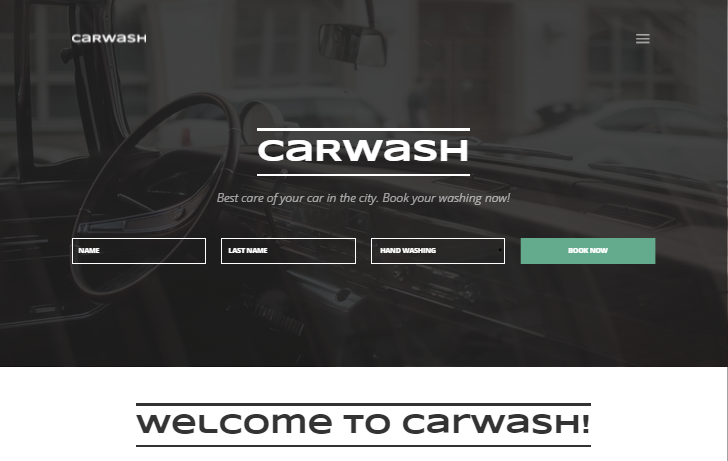 carwash
carwash
Best care of your car in the city. Book your washing now!
NAME
LAST NAME
HAND WASHING
BOOK NOW
welcome to carwash!